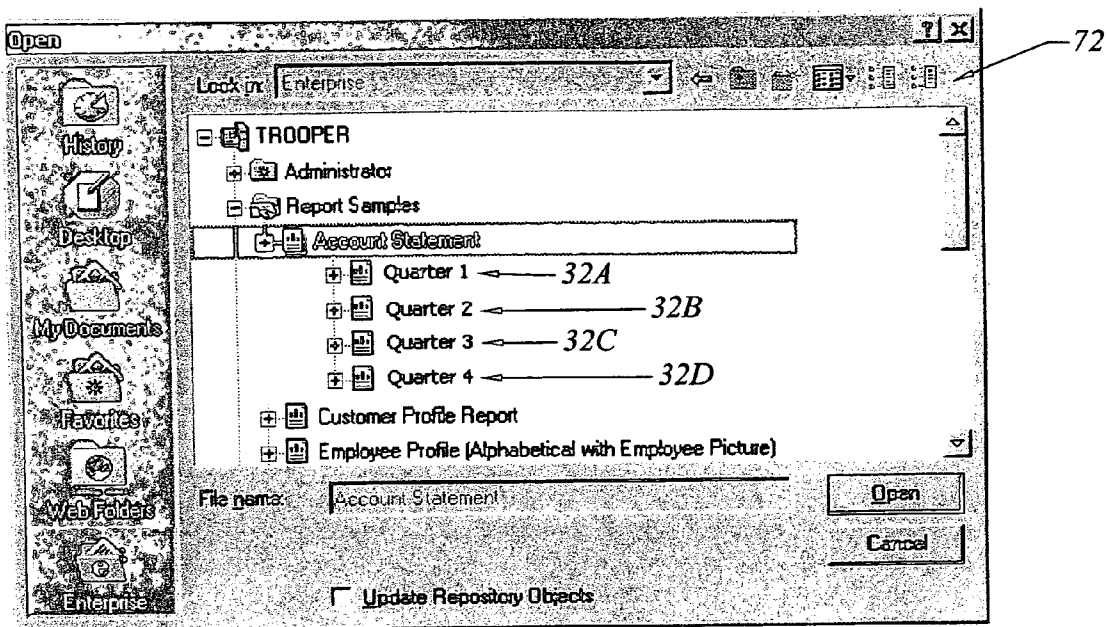 Open
72
Look in: Enterprise
TROOPER
Administrator
Report Samples
Account Statement
Quarter 1 32A
Quarter 2 32B
Quarter 3 32C
Quarter 4 32D
Customer Profile Report
Employee Profile (Alphabetical with Employee Picture)
History
Desktop
My Documents
Favorites
Web Folders
Enterprise
File name: Account Statement
Open
Cancel
Update Repository Objects